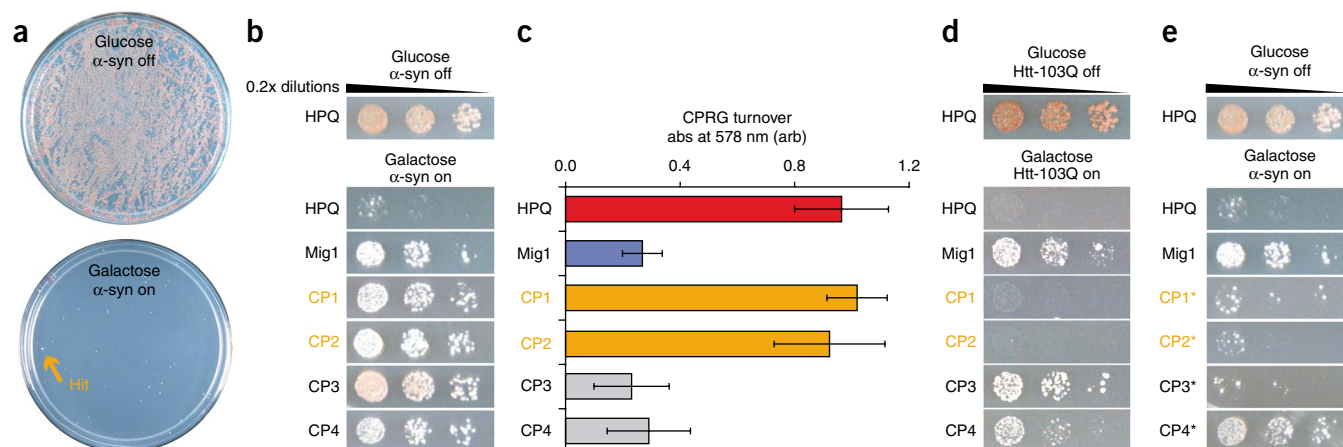 a
Glucose
α-syn off
Galactose
α-syn on
Hit
b
Glucose
α-syn off
0.2x dilutions
HPQ
Galactose
α-syn on
HPQ
Mig1
CP1
CP2
CP3
CP4
c
CPRG turnover
abs at 578 nm (arb)
0.0 0.4 0.8 1.2
HPQ
Mig1
CP1
CP2
CP3
CP4
d
Glucose
Htt-103Q off
HPQ
Galactose
Htt-103Q on
HPQ
Mig1
CP1
CP2
CP3
CP4
e
Glucose
α-syn off
HPQ
Galactose
α-syn on
HPQ
Mig1
CP1*
CP2*
CP3*
CP4*